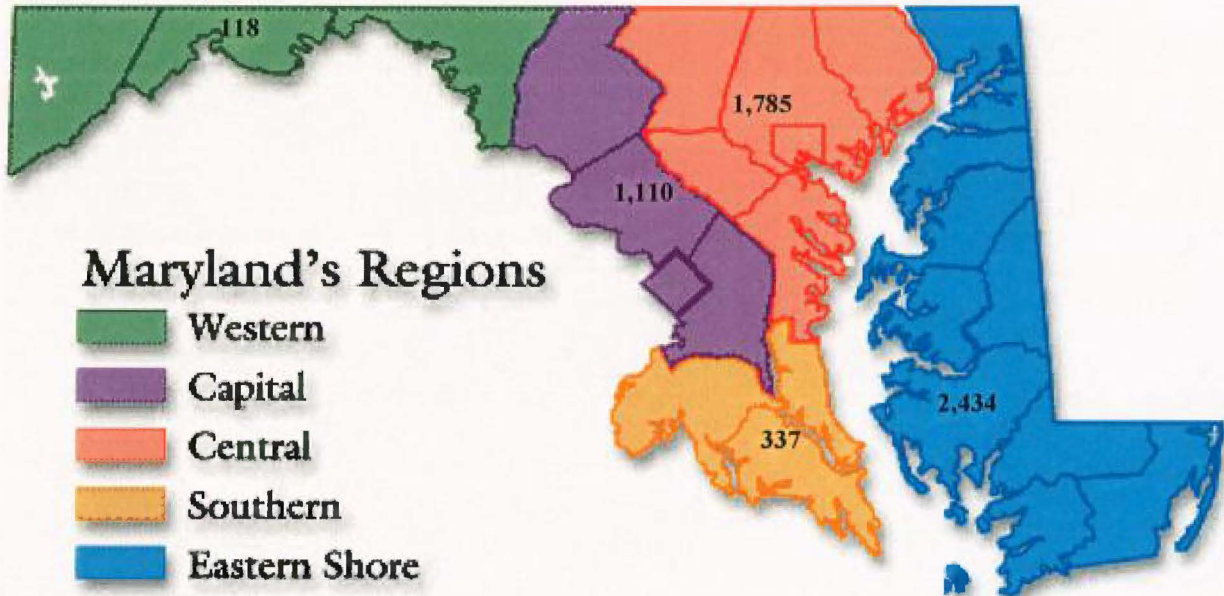 118
1,785
1,110
Maryland's Regions
Western
Capital
Central
Southern
Eastern Shore
2,434
337